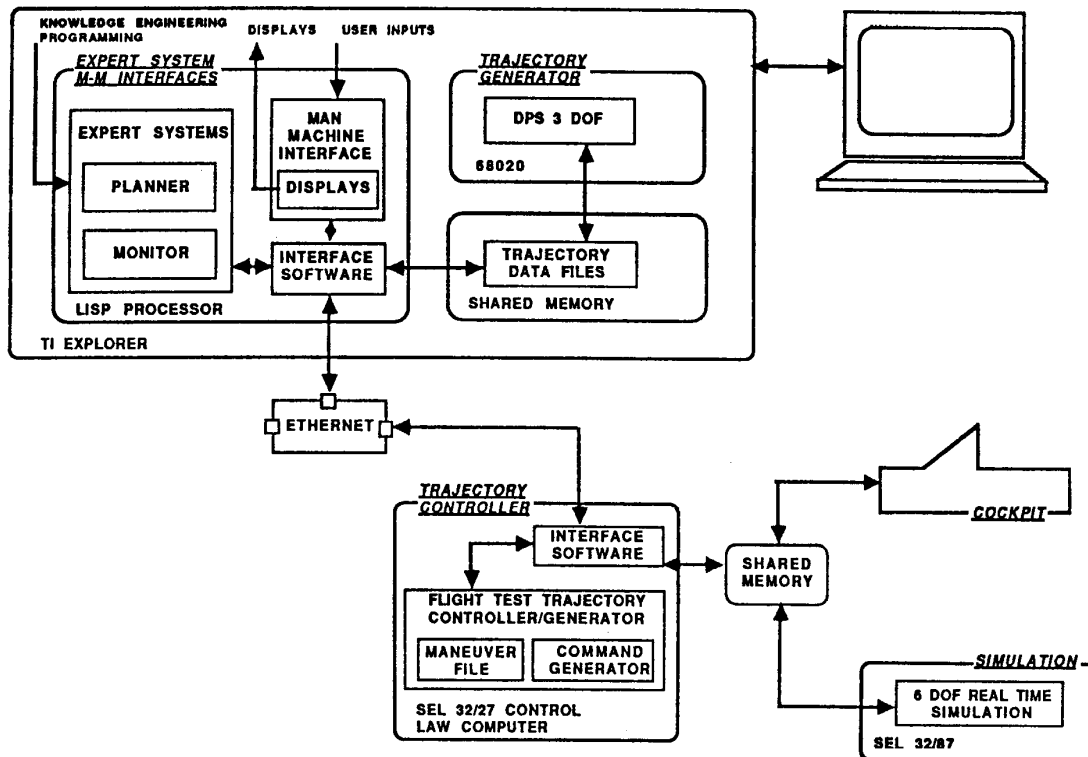 KNOWLEDGE ENGINEERING
PROGRAMMING
DISPLAYS
USER INPUTS
EXPERT SYSTEM
M-M INTERFACES
TRAJECTORY
GENERATOR
EXPERT SYSTEMS
PLANNER
MONITOR
MAN
MACHINE
INTERFACE
DISPLAYS
DPS 3 DOF
68020
INTERFACE
SOFTWARE
TRAJECTORY
DATA FILES
SHARED MEMORY
LISP PROCESSOR
TI EXPLORER
ETHERNET
TRAJECTORY
CONTROLLER
INTERFACE
SOFTWARE
FLIGHT TEST TRAJECTORY
CONTROLLER/GENERATOR
MANEUVER
FILE
COMMAND
GENERATOR
SEL 32/27 CONTROL
LAW COMPUTER
SHARED
MEMORY
COCKPIT
SIMULATION
6 DOF REAL TIME
SIMULATION
SEL 32/87